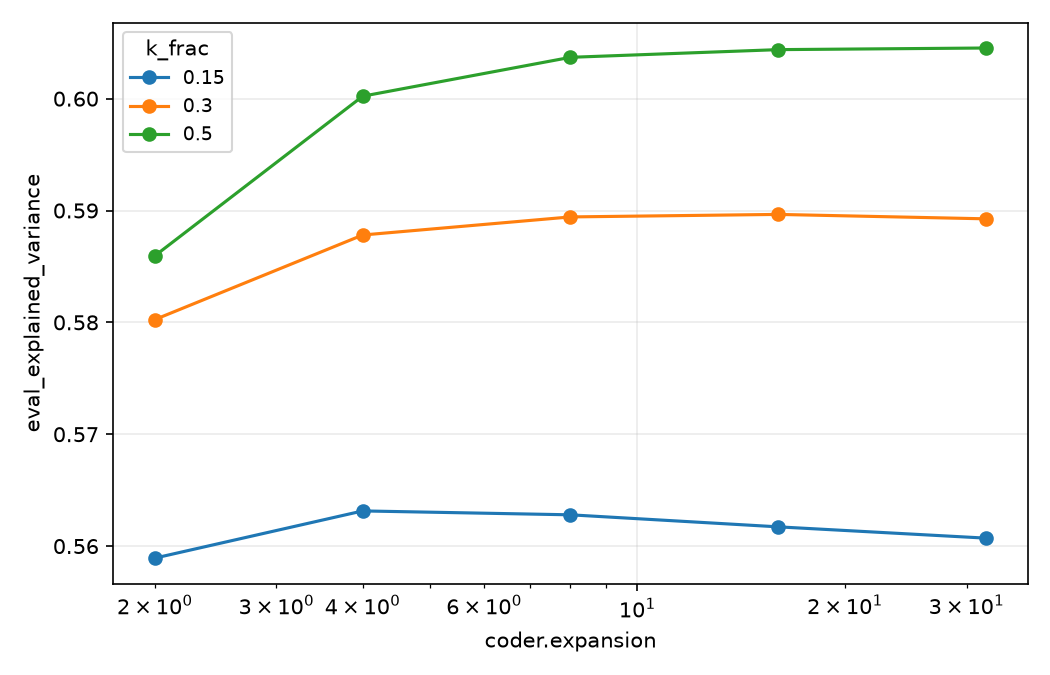 k_frac
0.15
0.3
0.5
0.60
0.59
0.58
0.57
0.56
eval_explained_variance
2 × 10⁰
3 × 10⁰
4 × 10⁰
6 × 10⁰
10¹
2 × 10¹
3 × 10¹
coder.expansion